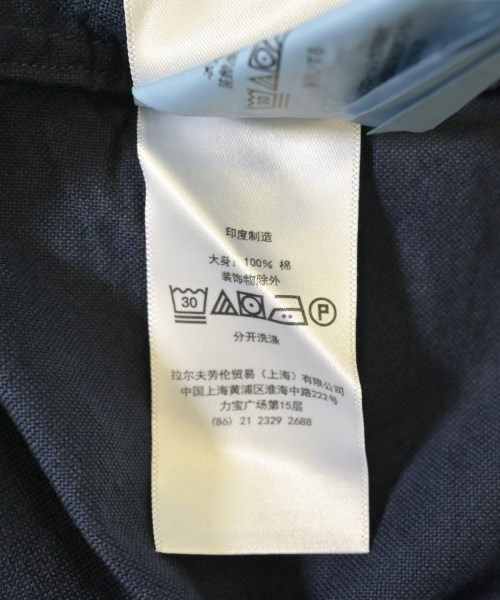 印度制造
大身: 100% 棉
装饰物除外
30 P
分开洗涤
拉尔夫劳伦贸易（上海）有限公司
中国上海黄浦区淮海中路222号
力宝广场第15层
(86) 21 2329 2688